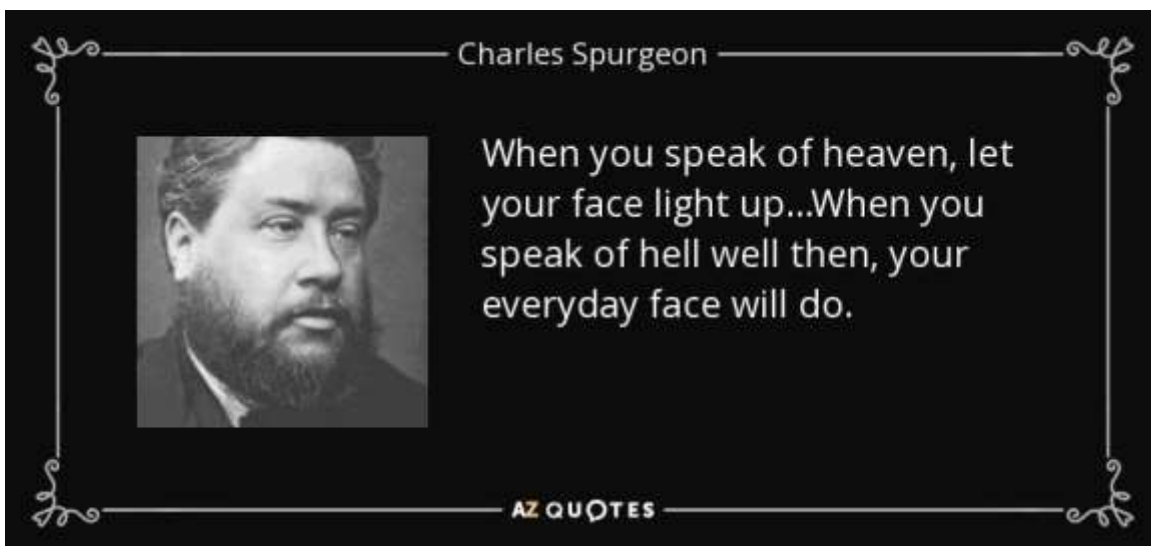 Charles Spurgeon
When you speak of heaven, let
your face light up...When you
speak of hell well then, your
everyday face will do.
AZ QUOTES